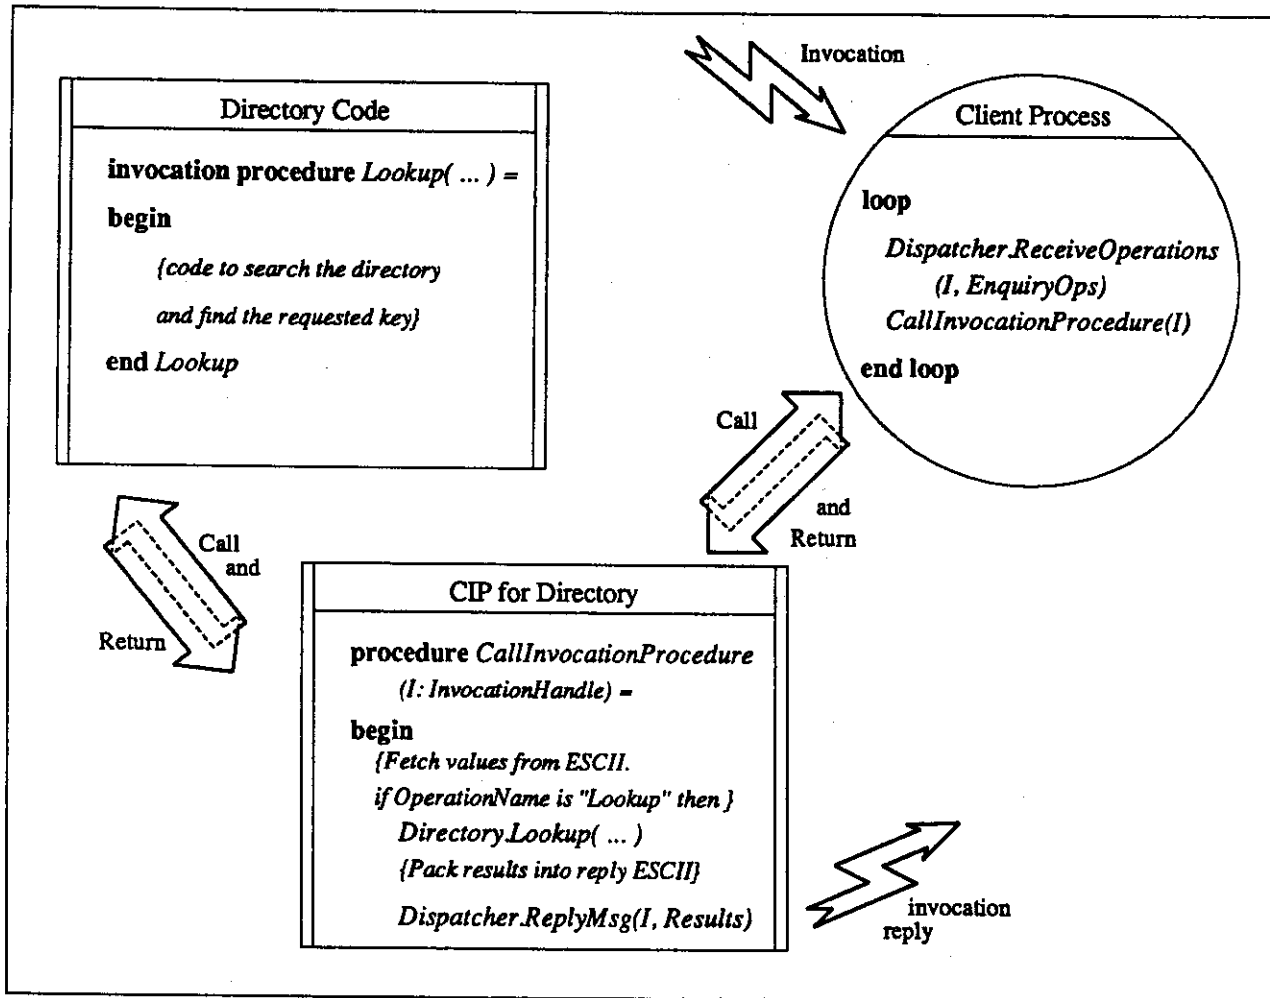 Directory Code
invocation procedure Lookup( ... ) =
begin
{code to search the directory
and find the requested key}
end Lookup
Invocation
Client Process
loop
Dispatcher.ReceiveOperations
(I, EnquiryOps)
CallInvocationProcedure(I)
end loop
Call
and
Return
Call
and
Return
CIP for Directory
procedure CallInvocationProcedure
(I: InvocationHandle) =
begin
{Fetch values from ESCII.
if OperationName is "Lookup" then }
Directory.Lookup( ... )
{Pack results into reply ESCII}
Dispatcher.ReplyMsg(I, Results)
invocation
reply